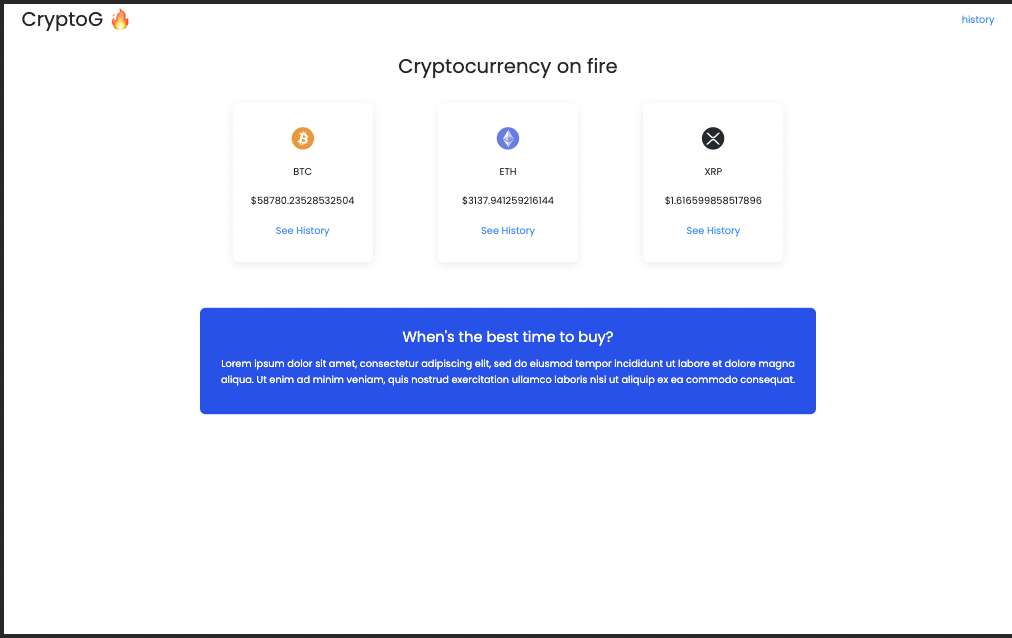 CryptoG 🔥
history
Cryptocurrency on fire
BTC
$58780.23528532504
See History
ETH
$3137.941259216144
See History
XRP
$1.616599858517896
See History
When's the best time to buy?
Lorem ipsum dolor sit amet, consectetur adipiscing elit, sed do eiusmod tempor incididunt ut labore et dolore magna
aliqua. Ut enim ad minim veniam, quis nostrud exercitation ullamco laboris nisi ut aliquip ex ea commodo consequat.